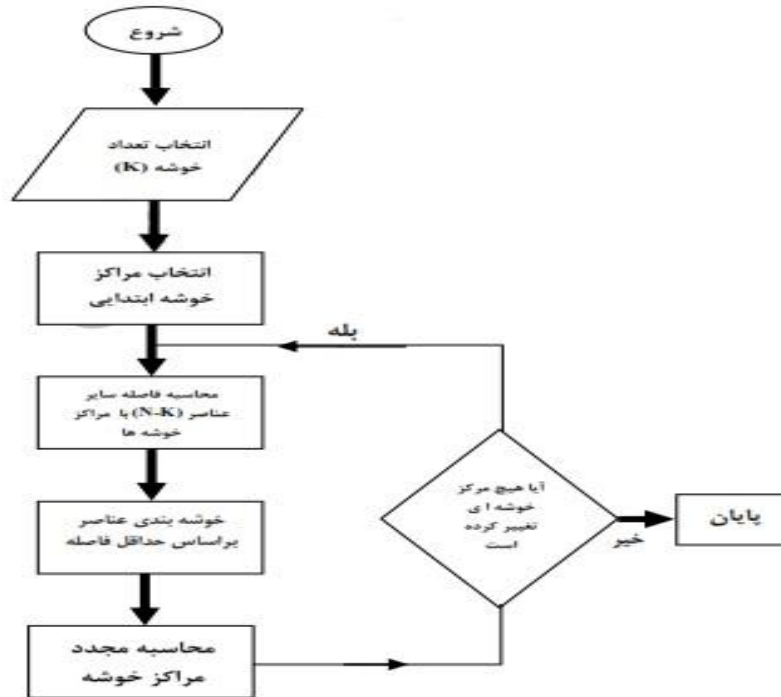 شروع
انتخاب تعداد
خوشه (K)
انتخاب مراکز
خوشه ابتدایی
بله
محاسبه فاصله سایر
عناصر (N-K) با مراکز
خوشه ها
آیا هیچ مرکز
خوشه ا ی
تغییر کرده
است
خیر
پایان
خوشه بندی عناصر
براساس حداقل فاصله
محاسبه مجدد
مراکز خوشه